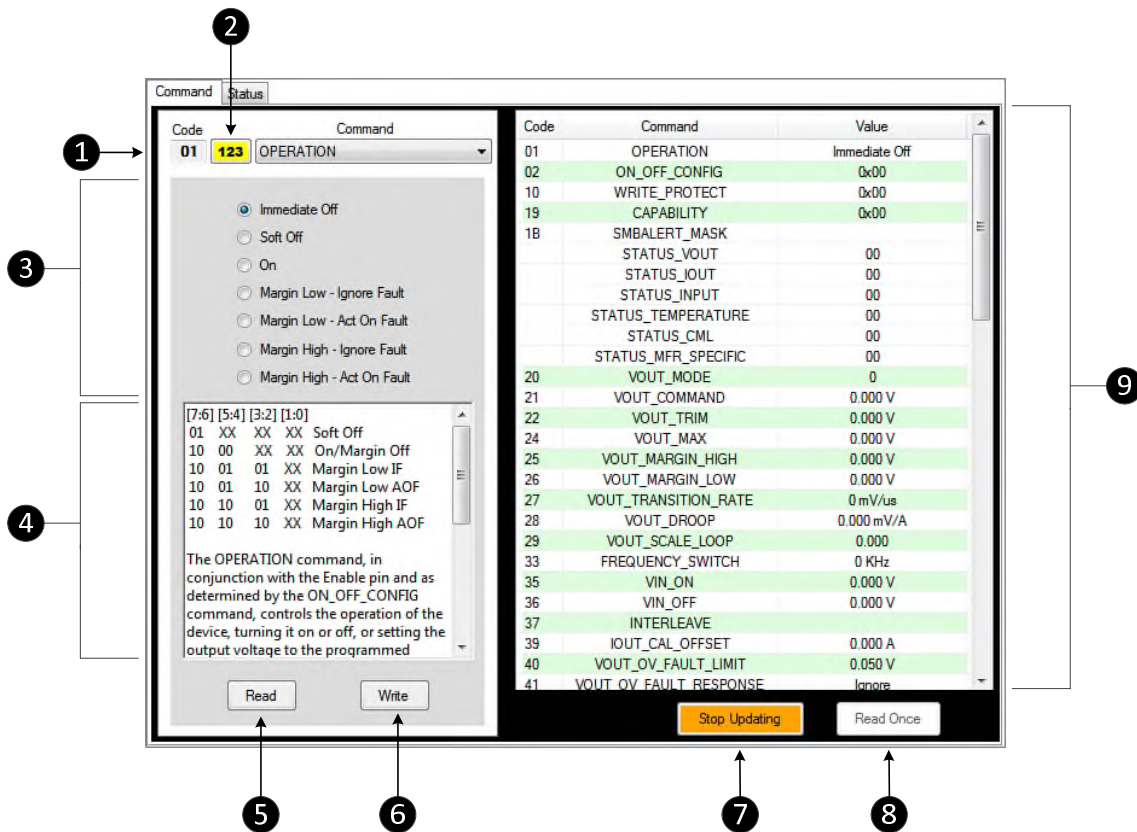 2
Command Status
Code Command
1
01 123 OPERATION
3
Immediate Off
Soft Off
On
Margin Low - Ignore Fault
Margin Low - Act On Fault
Margin High - Ignore Fault
Margin High - Act On Fault
4
[7:6] [5:4] [3:2] [1:0]
01 XX XX XX Soft Off
10 00 XX XX On/Margin Off
10 01 01 XX Margin Low IF
10 01 10 XX Margin Low AOF
10 10 01 XX Margin High IF
10 10 10 XX Margin High AOF
The OPERATION command, in
conjunction with the Enable pin and as
determined by the ON_OFF_CONFIG
command, controls the operation of the
device, turning it on or off, or setting the
output voltage to the programmed
Read Write
5 6
Code Command Value
01 OPERATION Immediate Off
02 ON_OFF_CONFIG 0x00
10 WRITE_PROTECT 0x00
19 CAPABILITY 0x00
1B SMBALERT_MASK
STATUS_VOUT 00
STATUS_IOUT 00
STATUS_INPUT 00
STATUS_TEMPERATURE 00
STATUS_CML 00
STATUS_MFR_SPECIFIC 00
20 VOUT_MODE 0
21 VOUT_COMMAND 0.000 V
22 VOUT_TRIM 0.000 V
24 VOUT_MAX 0.000 V
25 VOUT_MARGIN_HIGH 0.000 V
26 VOUT_MARGIN_LOW 0.000 V
27 VOUT_TRANSITION_RATE 0 mV/us
28 VOUT_DROOP 0.000 mV/A
29 VOUT_SCALE_LOOP 0.000
33 FREQUENCY_SWITCH 0 KHz
35 VIN_ON 0.000 V
36 VIN_OFF 0.000 V
37 INTERLEAVE
39 IOUT_CAL_OFFSET 0.000 A
40 VOUT_OV_FAULT_LIMIT 0.050 V
41 VOUT_OV_FAULT_RESPONSE Ignore
9
Stop Updating Read Once
7 8